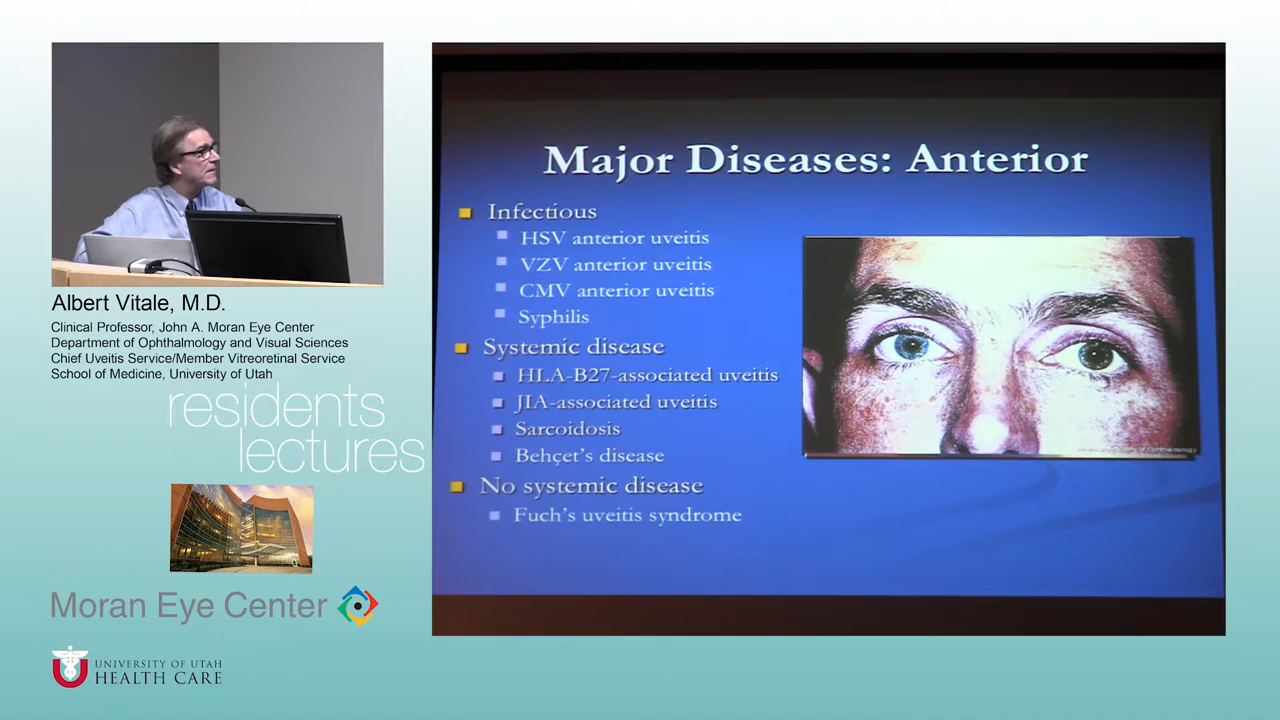 Albert Vitale, M.D.
Clinical Professor, John A. Moran Eye Center
Department of Ophthalmology and Visual Sciences
Chief Uveitis Service/Member Vitreoretinal Service
School of Medicine, University of Utah
residents
lectures
Moran Eye Center
UNIVERSITY OF UTAH
HEALTH CARE
Major Diseases: Anterior
Infectious
HSV anterior uveitis
VZV anterior uveitis
CMV anterior uveitis
Syphilis
Systemic disease
HLA-B27-associated uveitis
JIA-associated uveitis
Sarcoidosis
Behçet's disease
No systemic disease
Fuch's uveitis syndrome